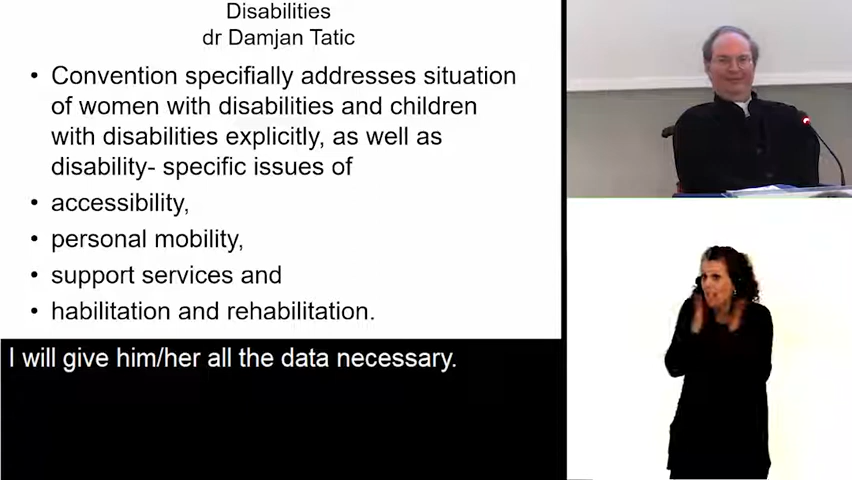 Disabilities
dr Damjan Tatic
• Convention specifially addresses situation
of women with disabilities and children
with disabilities explicitly, as well as
disability- specific issues of
• accessibility,
• personal mobility,
• support services and
• habilitation and rehabilitation.
I will give him/her all the data necessary.